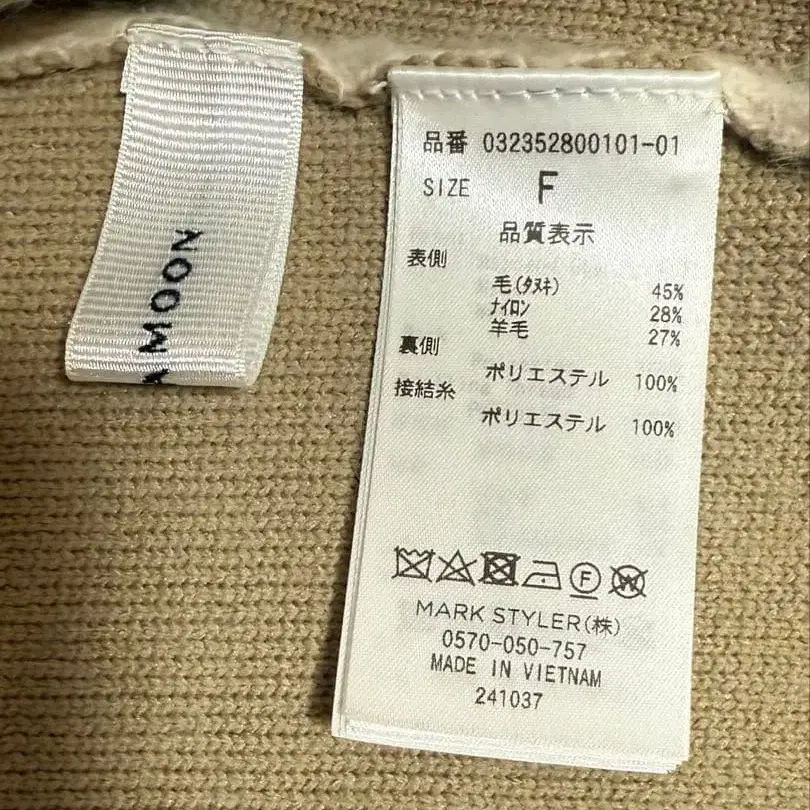 MOON
品番 032352800101-01
SIZE F
品質表示
表側
毛(タヌキ) 45%
ナイロン 28%
羊毛 27%
裏側
ポリエステル 100%
接結糸
ポリエステル 100%
F
W
MARK STYLER(株)
0570-050-757
MADE IN VIETNAM
241037